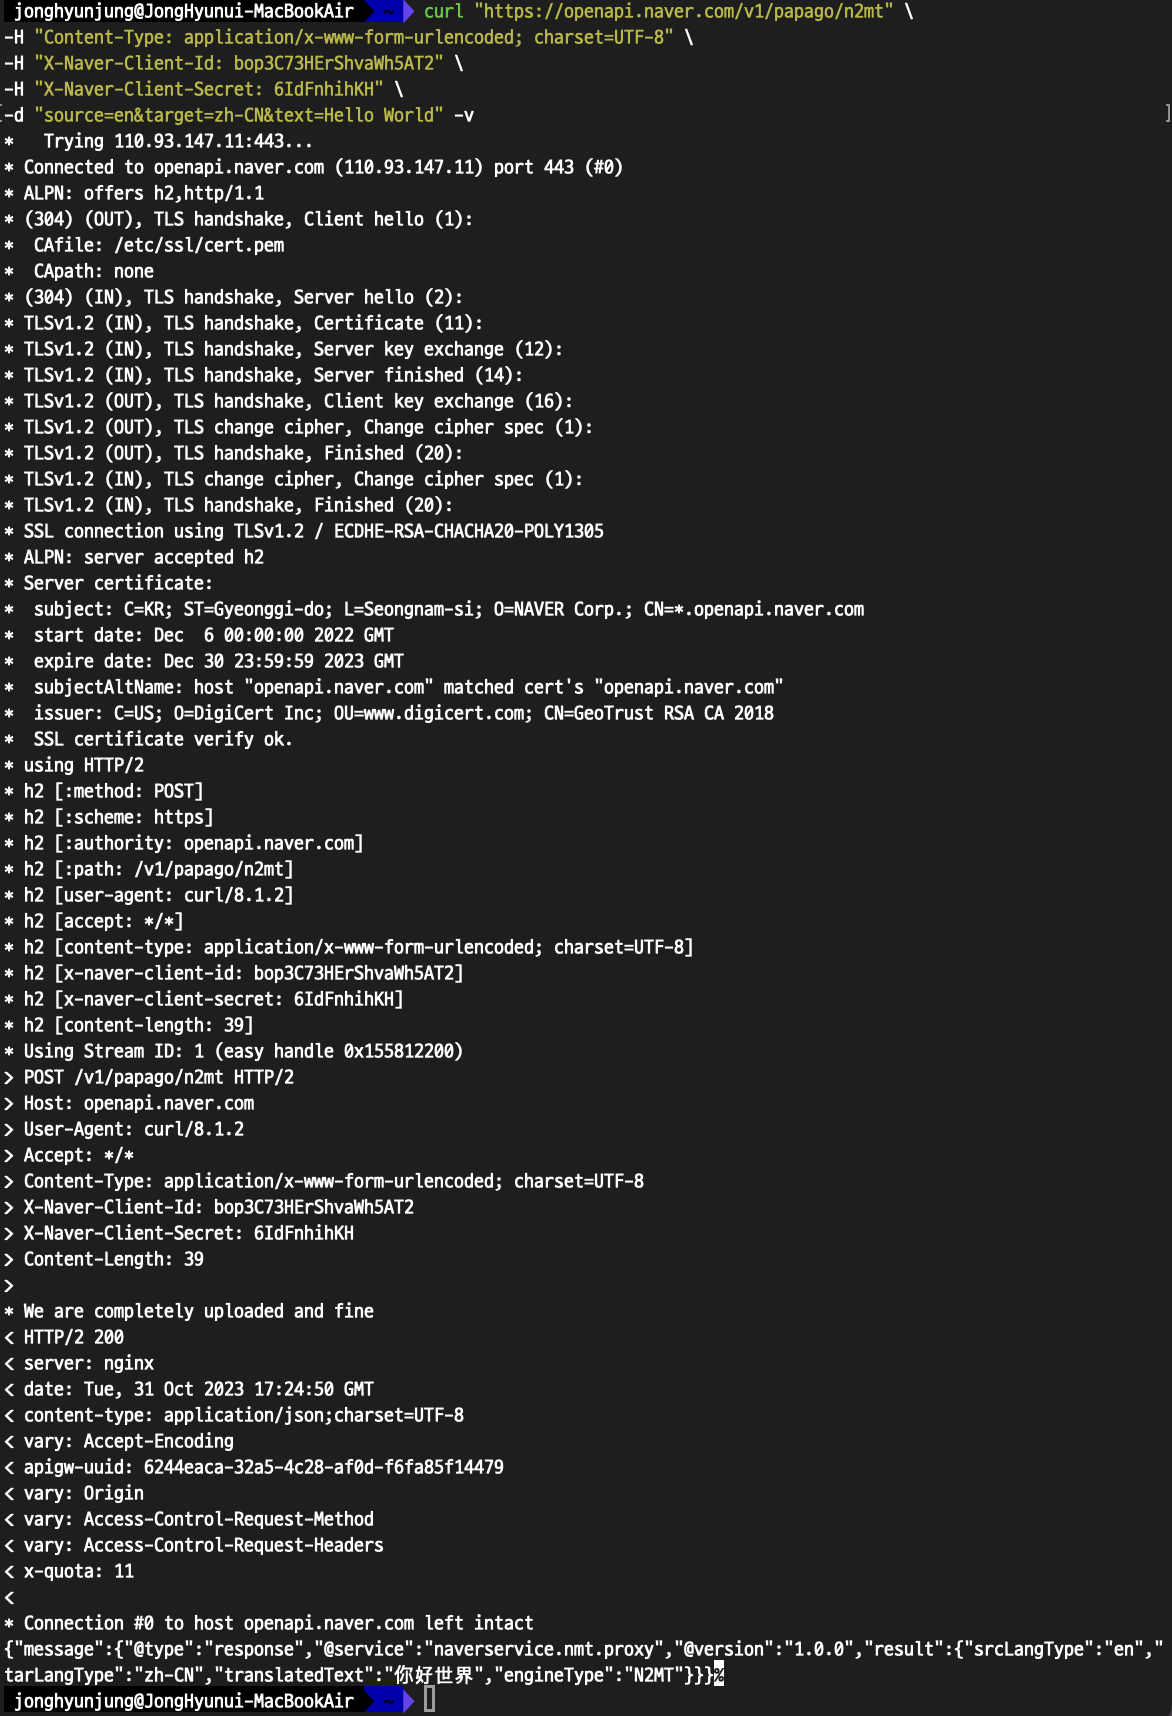 jonghyunjung@JongHyunui-MacBookAir ~ curl "https://openapi.naver.com/v1/papago/n2mt" \
-H "Content-Type: application/x-www-form-urlencoded; charset=UTF-8" \
-H "X-Naver-Client-Id: bop3C73HErShvaWh5AT2" \
-H "X-Naver-Client-Secret: 6IdFnhihKH" \
-d "source=en&target=zh-CN&text=Hello World" -v
*   Trying 110.93.147.11:443...
* Connected to openapi.naver.com (110.93.147.11) port 443 (#0)
* ALPN: offers h2,http/1.1
* (304) (OUT), TLS handshake, Client hello (1):
*  CAfile: /etc/ssl/cert.pem
*  CApath: none
* (304) (IN), TLS handshake, Server hello (2):
* TLSv1.2 (IN), TLS handshake, Certificate (11):
* TLSv1.2 (IN), TLS handshake, Server key exchange (12):
* TLSv1.2 (IN), TLS handshake, Server finished (14):
* TLSv1.2 (OUT), TLS handshake, Client key exchange (16):
* TLSv1.2 (OUT), TLS change cipher, Change cipher spec (1):
* TLSv1.2 (OUT), TLS handshake, Finished (20):
* TLSv1.2 (IN), TLS change cipher, Change cipher spec (1):
* TLSv1.2 (IN), TLS handshake, Finished (20):
* SSL connection using TLSv1.2 / ECDHE-RSA-CHACHA20-POLY1305
* ALPN: server accepted h2
* Server certificate:
*  subject: C=KR; ST=Gyeonggi-do; L=Seongnam-si; O=NAVER Corp.; CN=*.openapi.naver.com
*  start date: Dec  6 00:00:00 2022 GMT
*  expire date: Dec 30 23:59:59 2023 GMT
*  subjectAltName: host "openapi.naver.com" matched cert's "openapi.naver.com"
*  issuer: C=US; O=DigiCert Inc; OU=www.digicert.com; CN=GeoTrust RSA CA 2018
*  SSL certificate verify ok.
* using HTTP/2
* h2 [:method: POST]
* h2 [:scheme: https]
* h2 [:authority: openapi.naver.com]
* h2 [:path: /v1/papago/n2mt]
* h2 [user-agent: curl/8.1.2]
* h2 [accept: */*]
* h2 [content-type: application/x-www-form-urlencoded; charset=UTF-8]
* h2 [x-naver-client-id: bop3C73HErShvaWh5AT2]
* h2 [x-naver-client-secret: 6IdFnhihKH]
* h2 [content-length: 39]
* Using Stream ID: 1 (easy handle 0x155812200)
> POST /v1/papago/n2mt HTTP/2
> Host: openapi.naver.com
> User-Agent: curl/8.1.2
> Accept: */*
> Content-Type: application/x-www-form-urlencoded; charset=UTF-8
> X-Naver-Client-Id: bop3C73HErShvaWh5AT2
> X-Naver-Client-Secret: 6IdFnhihKH
> Content-Length: 39
>
* We are completely uploaded and fine
< HTTP/2 200
< server: nginx
< date: Tue, 31 Oct 2023 17:24:50 GMT
< content-type: application/json;charset=UTF-8
< vary: Accept-Encoding
< apigw-uuid: 6244eaca-32a5-4c28-af0d-f6fa85f14479
< vary: Origin
< vary: Access-Control-Request-Method
< vary: Access-Control-Request-Headers
< x-quota: 11
<
* Connection #0 to host openapi.naver.com left intact
{"message":{"@type":"response","@service":"naverservice.nmt.proxy","@version":"1.0.0","result":{"srcLangType":"en","
tarLangType":"zh-CN","translatedText":"你好世界","engineType":"N2MT"}}}%
jonghyunjung@JongHyunui-MacBookAir ~